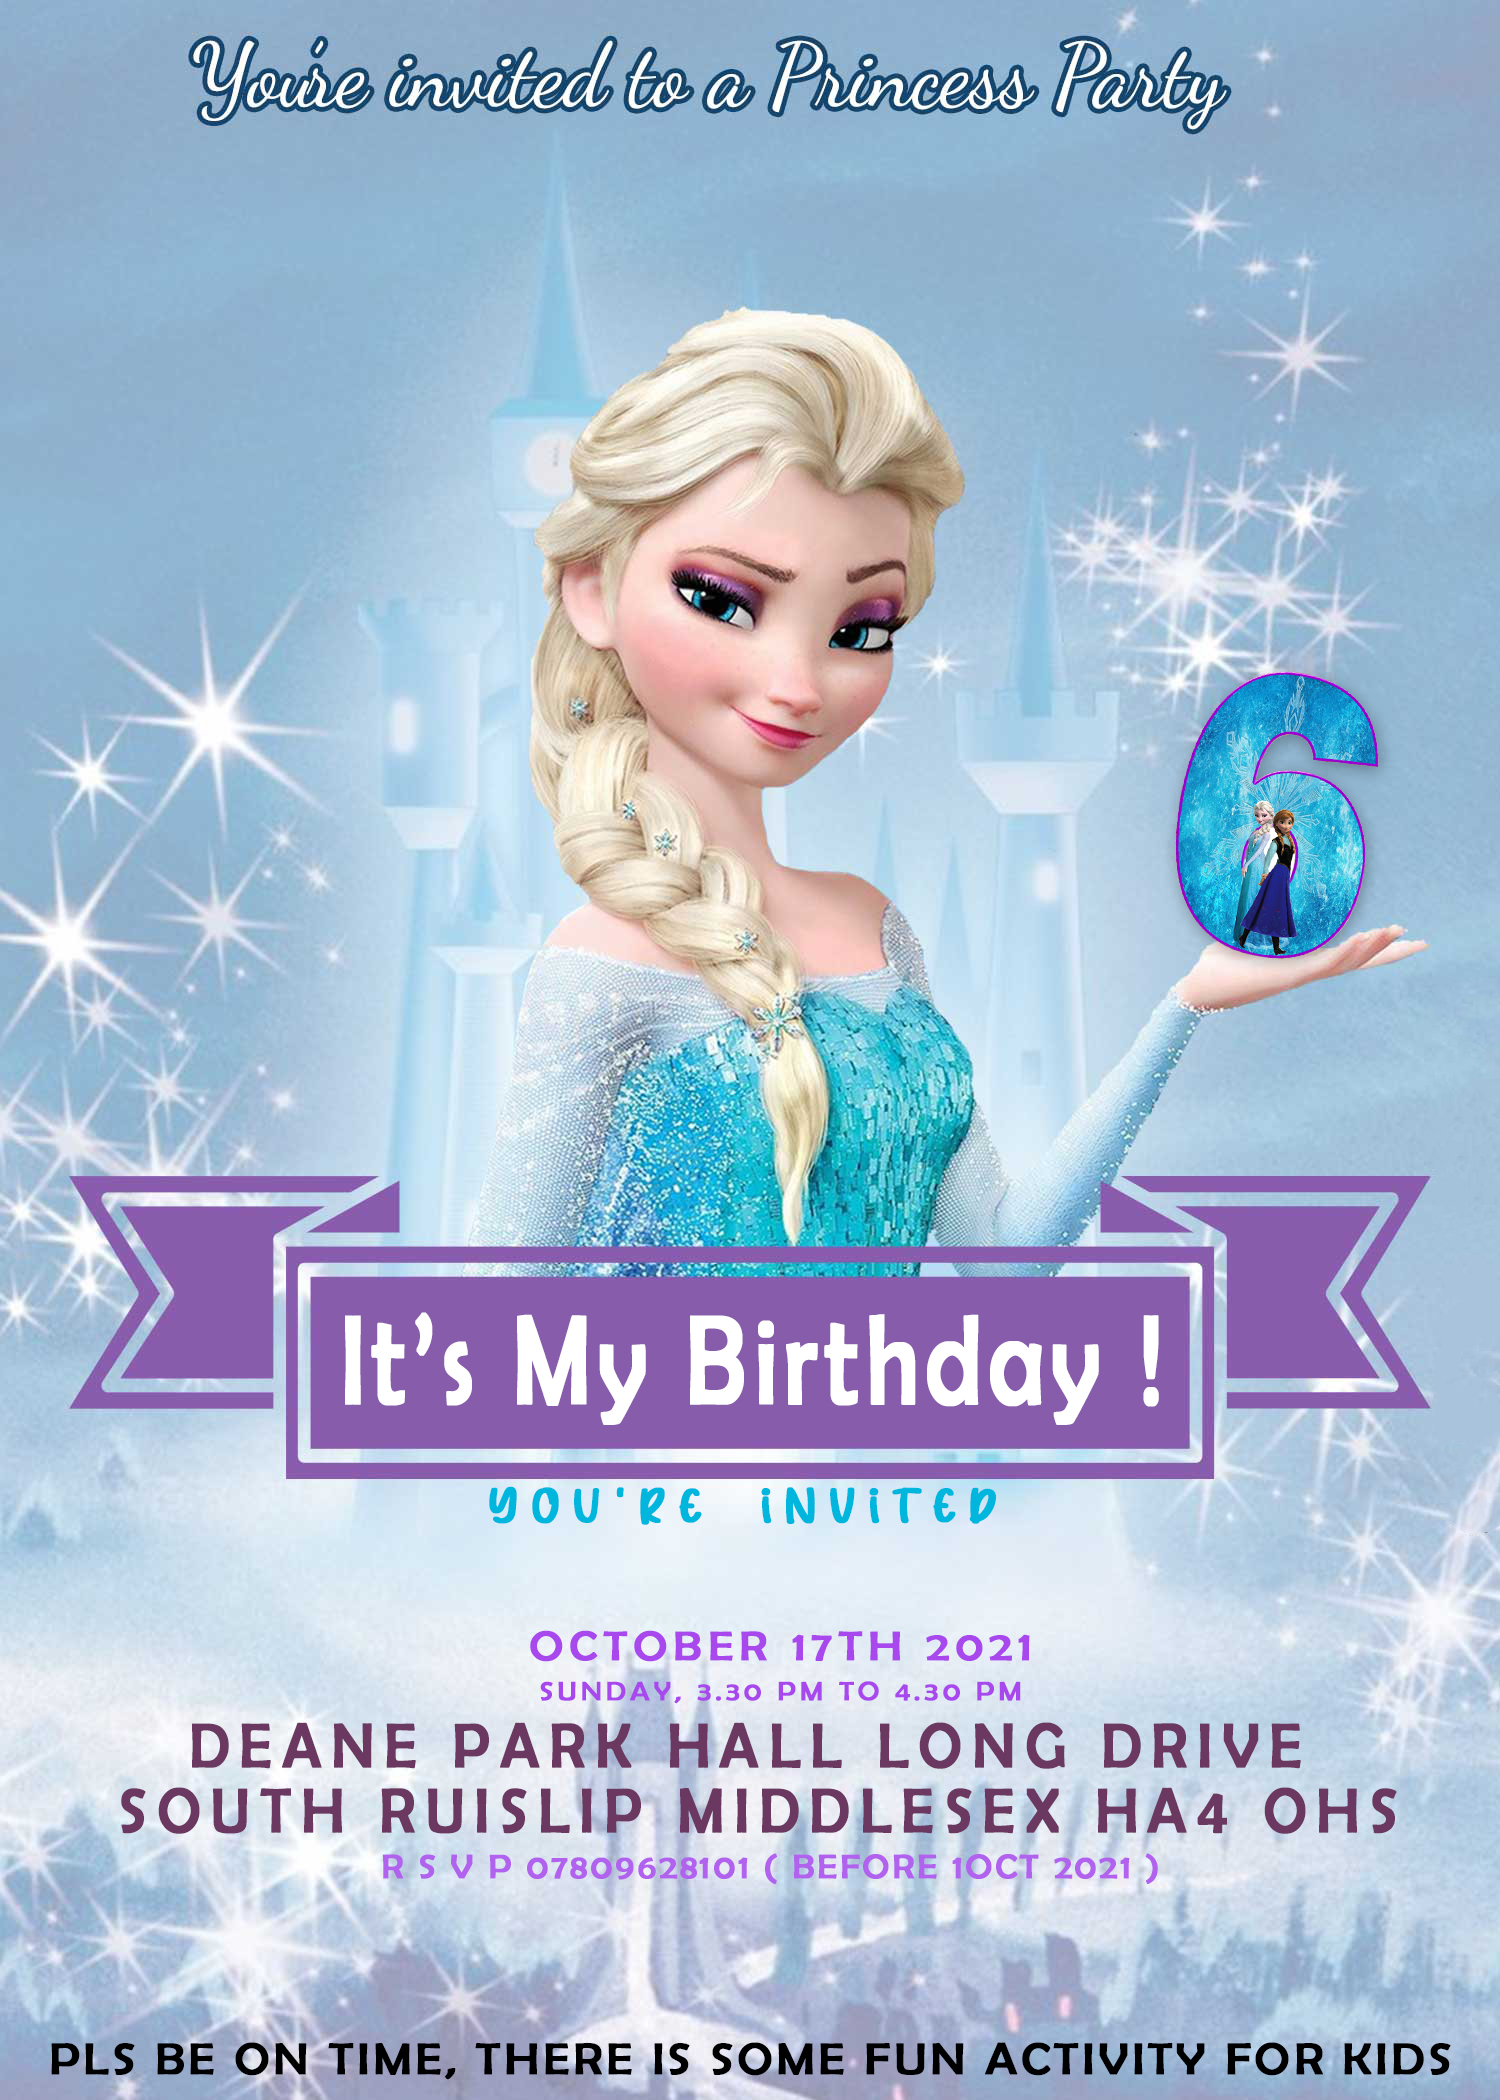 You're invited to a Princess Party
6
It's My Birthday !
YOU'RE INVITED
OCTOBER 17TH 2021
SUNDAY, 3.30 PM TO 4.30 PM
DEANE PARK HALL LONG DRIVE
SOUTH RUISLIP MIDDLESEX HA4 0HS
R S V P 07809628101 ( BEFORE 1OCT 2021 )
PLS BE ON TIME, THERE IS SOME FUN ACTIVITY FOR KIDS